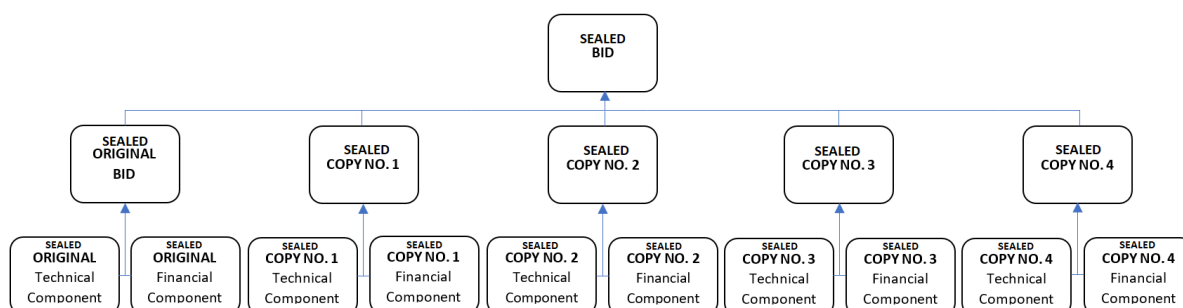 SEALED
BID
SEALED
ORIGINAL
BID
SEALED
COPY NO. 1
SEALED
COPY NO. 2
SEALED
COPY NO. 3
SEALED
COPY NO. 4
SEALED
ORIGINAL
Technical
Component
SEALED
ORIGINAL
Financial
Component
SEALED
COPY NO. 1
Technical
Component
SEALED
COPY NO. 1
Financial
Component
SEALED
COPY NO. 2
Technical
Component
SEALED
COPY NO. 2
Financial
Component
SEALED
COPY NO. 3
Technical
Component
SEALED
COPY NO. 3
Financial
Component
SEALED
COPY NO. 4
Technical
Component
SEALED
COPY NO. 4
Financial
Component